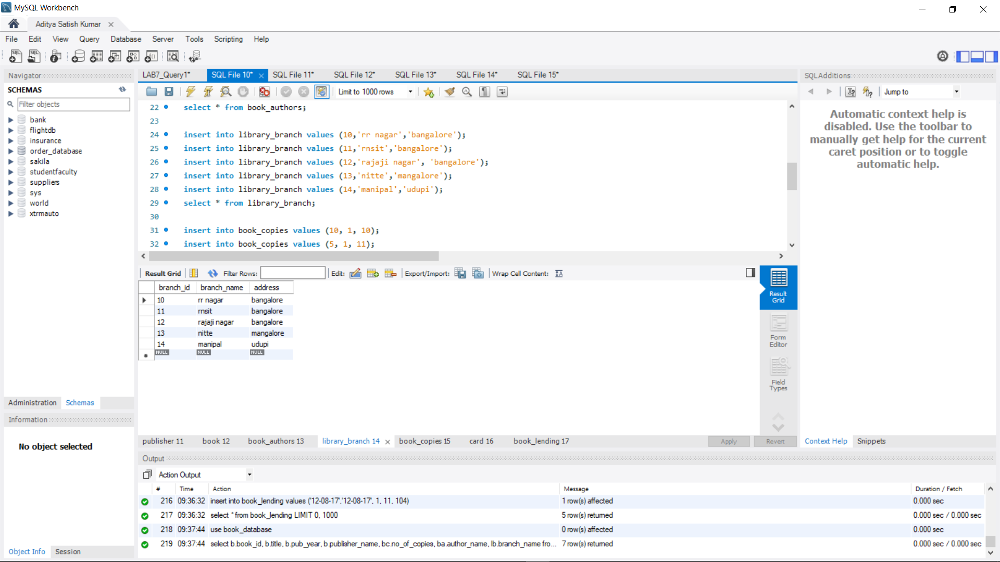 MySQL Workbench
Aditya Satish Kumar
File Edit View Query Database Server Tools Scripting Help
Navigator
SCHEMAS
Filter objects
bank
flightdb
insurance
order_database
sakila
studentfaculty
suppliers
sys
world
xtrmauto
Administration Schemas
Information
No object selected
Object Info Session
LAB7_Query1* SQL File 10* SQL File 11* SQL File 12* SQL File 13* SQL File 14* SQL File 15*
Limit to 1000 rows
22 select * from book_authors;
23
24 insert into library_branch values (10,'rr nagar','bangalore');
25 insert into library_branch values (11,'rnsit','bangalore');
26 insert into library_branch values (12,'rajaji nagar', 'bangalore');
27 insert into library_branch values (13,'nitte','mangalore');
28 insert into library_branch values (14,'manipal','udupi');
29 select * from library_branch;
30
31 insert into book_copies values (10, 1, 10);
32 insert into book_copies values (5, 1, 11);
Result Grid Filter Rows: Edit: Export/Import: Wrap Cell Content:
branch_id branch_name address
10 rr nagar bangalore
11 rnsit bangalore
12 rajaji nagar bangalore
13 nitte mangalore
14 manipal udupi
NULL NULL NULL
Result
Grid
Form
Editor
Field
Types
publisher 11 book 12 book_authors 13 library_branch 14 book_copies 15 card 16 book_lending 17 Apply Revert
SQLAdditions
Jump to
Automatic context help is
disabled. Use the toolbar to
manually get help for the current
caret position or to toggle
automatic help.
Context Help Snippets
Output
Action Output
# Time Action Message Duration / Fetch
216 09:36:32 insert into book_lending values ('12-08-17','12-08-17', 1, 11, 104) 1 row(s) affected 0.000 sec
217 09:36:32 select * from book_lending LIMIT 0, 1000 5 row(s) returned 0.000 sec / 0.000 sec
218 09:37:44 use book_database 0 row(s) affected 0.000 sec
219 09:37:44 select b.book_id, b.title, b.pub_year, b.publisher_name, bc.no_of_copies, ba.author_name, lb.branch_name fro... 7 row(s) returned 0.000 sec / 0.000 sec